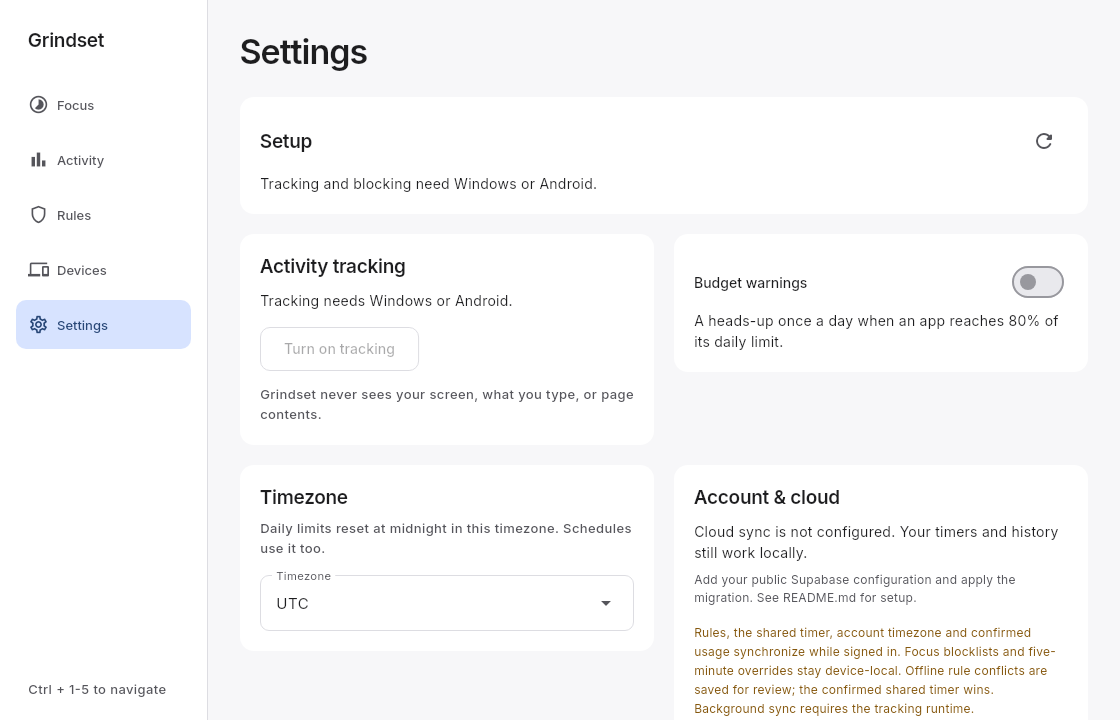 Grindset
Focus
Activity
Rules
Devices
Settings
Ctrl + 1-5 to navigate
Settings
Setup
Tracking and blocking need Windows or Android.
Activity tracking
Tracking needs Windows or Android.
Turn on tracking
Grindset never sees your screen, what you type, or page
contents.
Budget warnings
A heads-up once a day when an app reaches 80% of
its daily limit.
Timezone
Daily limits reset at midnight in this timezone. Schedules
use it too.
Timezone
UTC
Account & cloud
Cloud sync is not configured. Your timers and history
still work locally.
Add your public Supabase configuration and apply the
migration. See README.md for setup.
Rules, the shared timer, account timezone and confirmed
usage synchronize while signed in. Focus blocklists and five-
minute overrides stay device-local. Offline rule conflicts are
saved for review; the confirmed shared timer wins.
Background sync requires the tracking runtime.